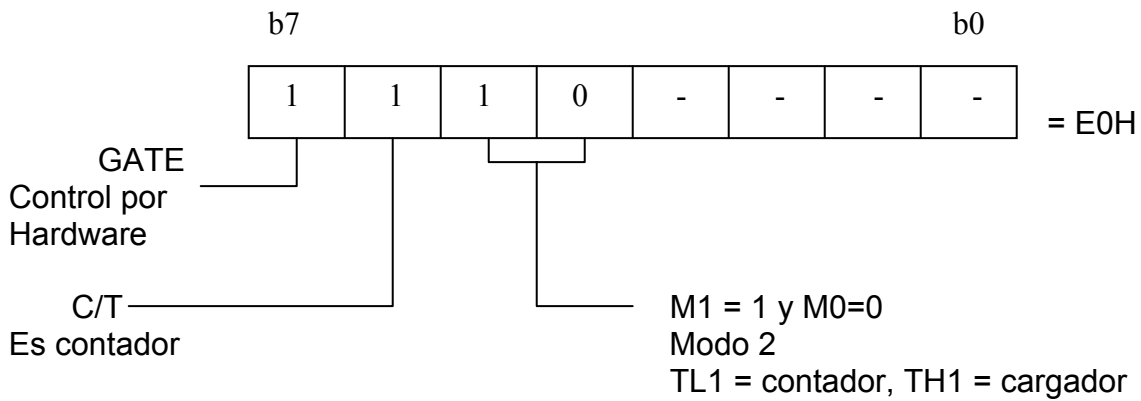 b7 b0
1 1 1 0 - - - -
= E0H
GATE
Control por
Hardware
C/T
Es contador
M1 = 1 y M0=0
Modo 2
TL1 = contador, TH1 = cargador